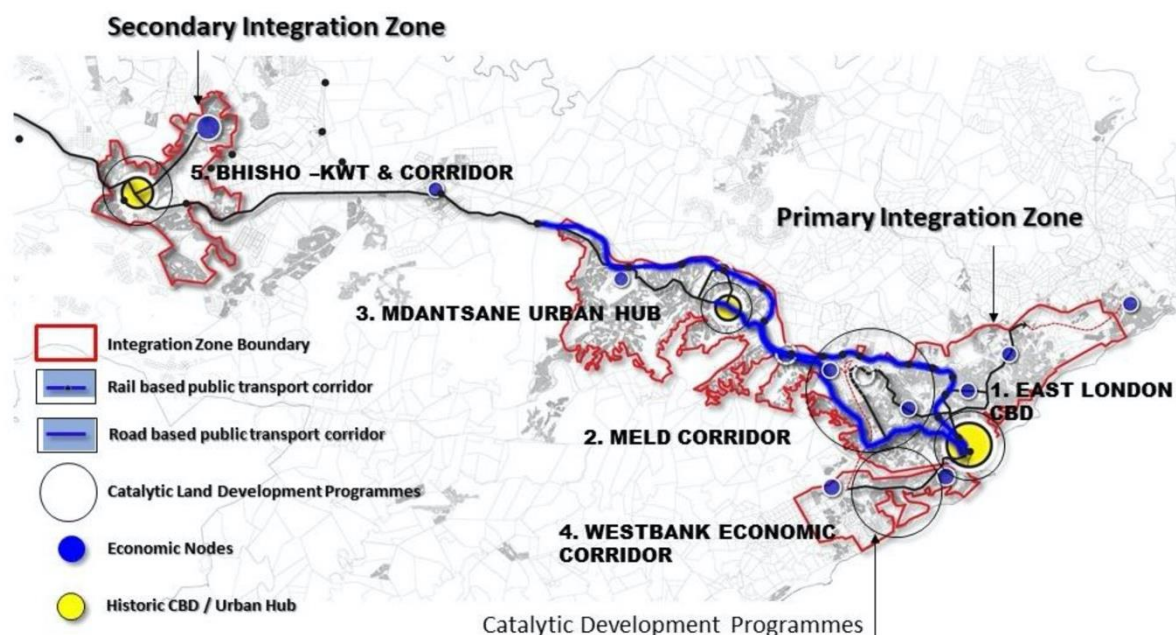 Secondary Integration Zone
5. BHISHO –KWT & CORRIDOR
Primary Integration Zone
3. MDANTSANE URBAN HUB
1. EAST LONDON
CBD
2. MELD CORRIDOR
4. WESTBANK ECONOMIC
CORRIDOR
Integration Zone Boundary
Rail based public transport corridor
Road based public transport corridor
Catalytic Land Development Programmes
Economic Nodes
Historic CBD / Urban Hub
Catalytic Development Programmes